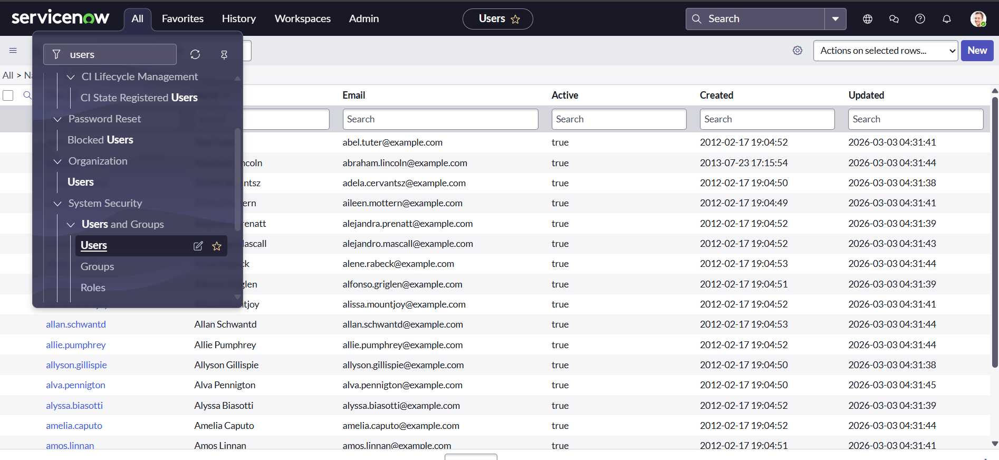 servicenow All Favorites History Workspaces Admin Users Search
users Actions on selected rows... New
All > Na
CI Lifecycle Management
CI State Registered Users
Password Reset
Blocked Users
Organization
Users
System Security
Users and Groups
Users
Groups
Roles
Email Active Created Updated
Search Search Search Search
abel.tuter@example.com true 2012-02-17 19:04:52 2026-03-03 04:31:41
ncoln abraham.lincoln@example.com true 2013-07-23 17:15:54 2026-03-03 04:31:44
ntsz adela.cervantsz@example.com true 2012-02-17 19:04:50 2026-03-03 04:31:38
ern aileen.mottern@example.com true 2012-02-17 19:04:49 2026-03-03 04:31:41
renatt alejandra.prenatt@example.com true 2012-02-17 19:04:52 2026-03-03 04:31:39
lascall alejandro.mascall@example.com true 2012-02-17 19:04:52 2026-03-03 04:31:43
ck alene.rabeck@example.com true 2012-02-17 19:04:53 2026-03-03 04:31:44
glen alfonso.griglen@example.com true 2012-02-17 19:04:51 2026-03-03 04:31:39
tjoy alissa.mountjoy@example.com true 2012-02-17 19:04:52 2026-03-03 04:31:41
allan.schwantd Allan Schwantd allan.schwantd@example.com true 2012-02-17 19:04:53 2026-03-03 04:31:44
allie.pumphrey Allie Pumphrey allie.pumphrey@example.com true 2012-02-17 19:04:52 2026-03-03 04:31:44
allyson.gillispie Allyson Gillispie allyson.gillispie@example.com true 2012-02-17 19:04:50 2026-03-03 04:31:38
alva.pennigton Alva Pennigton alva.pennigton@example.com true 2012-02-17 19:04:50 2026-03-03 04:31:45
alyssa.biasotti Alyssa Biasotti alyssa.biasotti@example.com true 2012-02-17 19:04:52 2026-03-03 04:31:39
amelia.caputo Amelia Caputo amelia.caputo@example.com true 2012-02-17 19:04:52 2026-03-03 04:31:44
amos.linnan Amos Linnan amos.linnan@example.com true 2012-02-17 19:04:51 2026-03-03 04:31:41